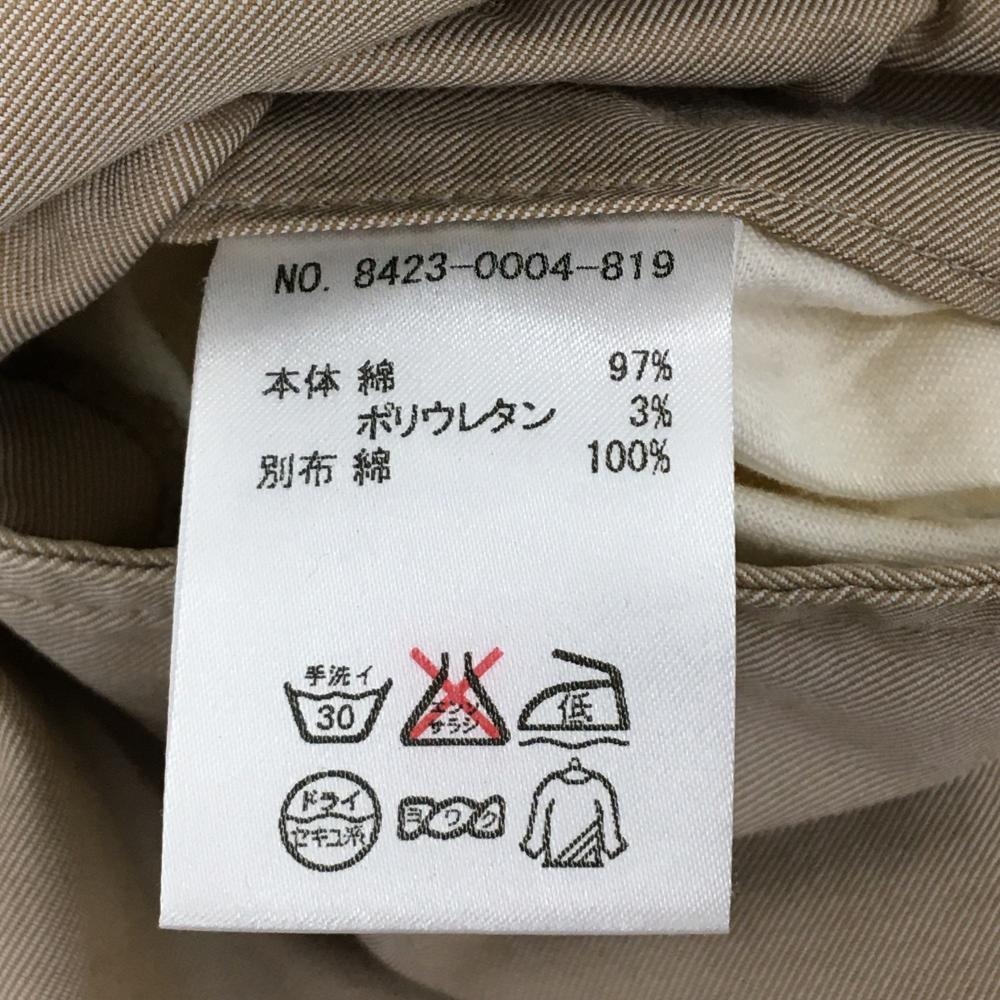 NO. 8423-0004-819
本体 綿 97%
ポリウレタン 3%
別布 綿 100%
手洗イ
30
エンソ
サラシ
低
ドライ
セキユ系
ヨワク